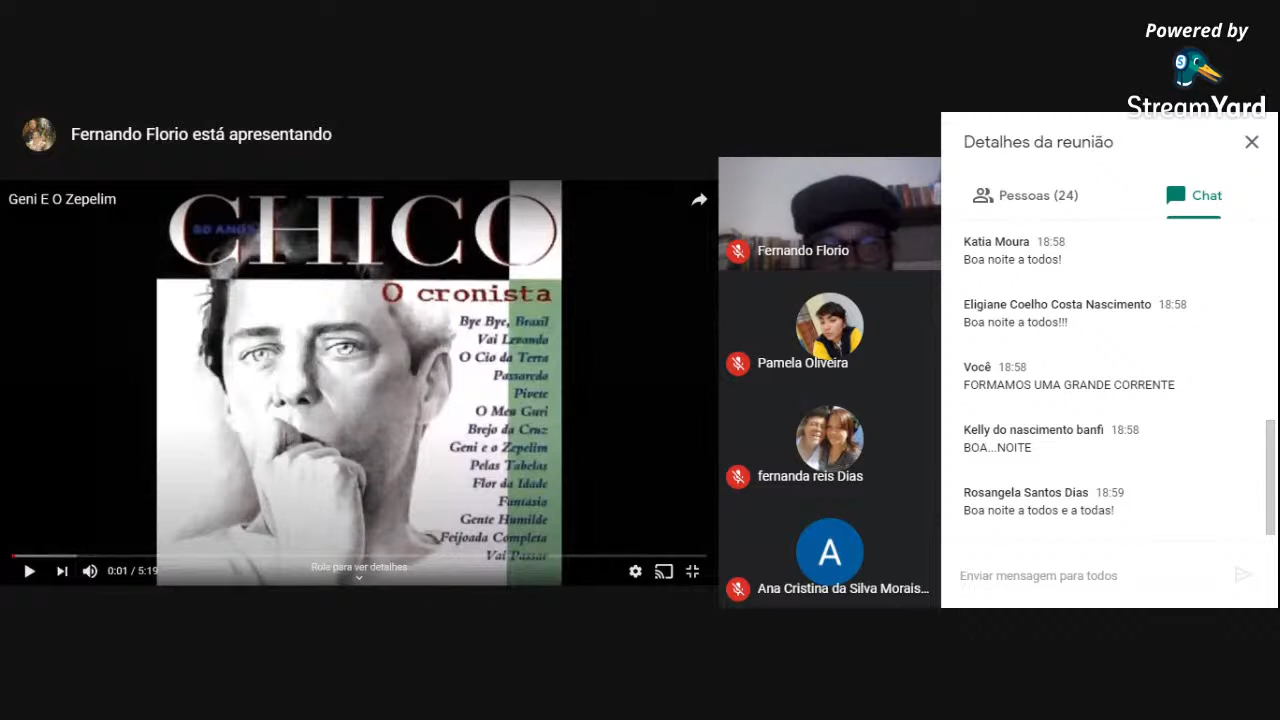 Powered by
StreamYard
Fernando Florio está apresentando
Geni E O Zepelim
CHICO
50 ANOS
O cronista
Bye Bye, Brasil
Vai Levando
O Cio da Terra
Passaredo
Pivete
O Meu Guri
Brejo da Cruz
Geni e o Zepelim
Pelas Tabelas
Flor da Idade
Fantasia
Gente Humilde
Feijoada Completa
Vai Passar
Role para ver detalhes
0:01 / 5:19
Fernando Florio
Pamela Oliveira
fernanda reis Dias
A
Ana Cristina da Silva Morais...
Detalhes da reunião
Pessoas (24)
Chat
Katia Moura 18:58
Boa noite a todos!
Eligiane Coelho Costa Nascimento 18:58
Boa noite a todos!!!
Você 18:58
FORMAMOS UMA GRANDE CORRENTE
Kelly do nascimento banfi 18:58
BOA...NOITE
Rosangela Santos Dias 18:59
Boa noite a todos e a todas!
Enviar mensagem para todos